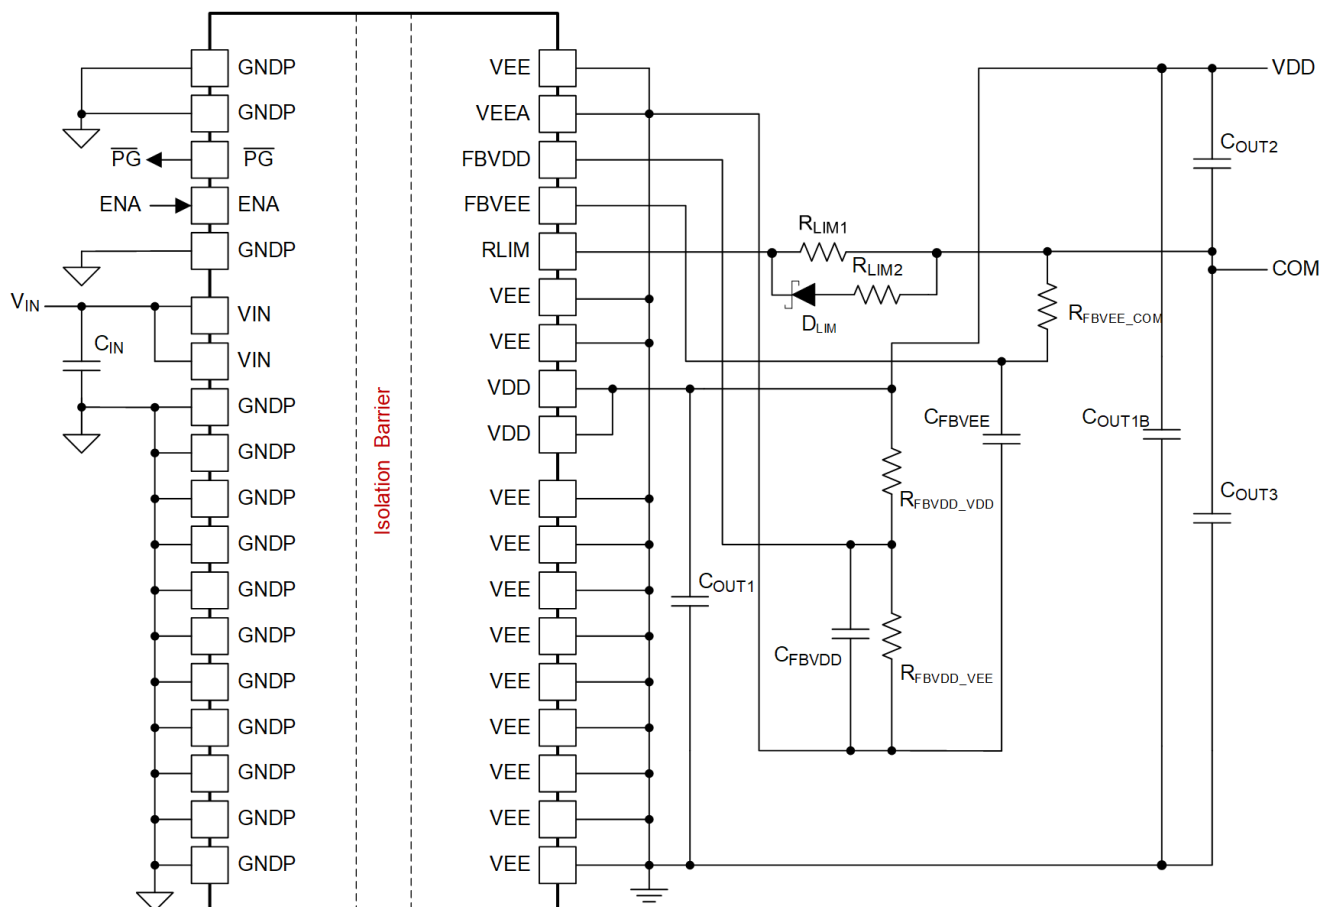 GNDP VEE VDD
GNDP VEEA
PG PG FBVDD COUT2
ENA ENA FBVEE
RLIM1
GNDP RLIM
RLIM2 COM
VIN VEE
VIN DLIM RFBVEE_COM
CIN VEE
VIN
VDD
GNDP CFBVEE COUT1B
VDD
GNDP
Isolation Barrier
GNDP VEE RFBVDD_VDD COUT3
GNDP VEE
GNDP VEE COUT1
GNDP VEE CFBVDD
GNDP VEE RFBVDD_VEE
GNDP VEE
GNDP VEE
GNDP VEE
GNDP VEE